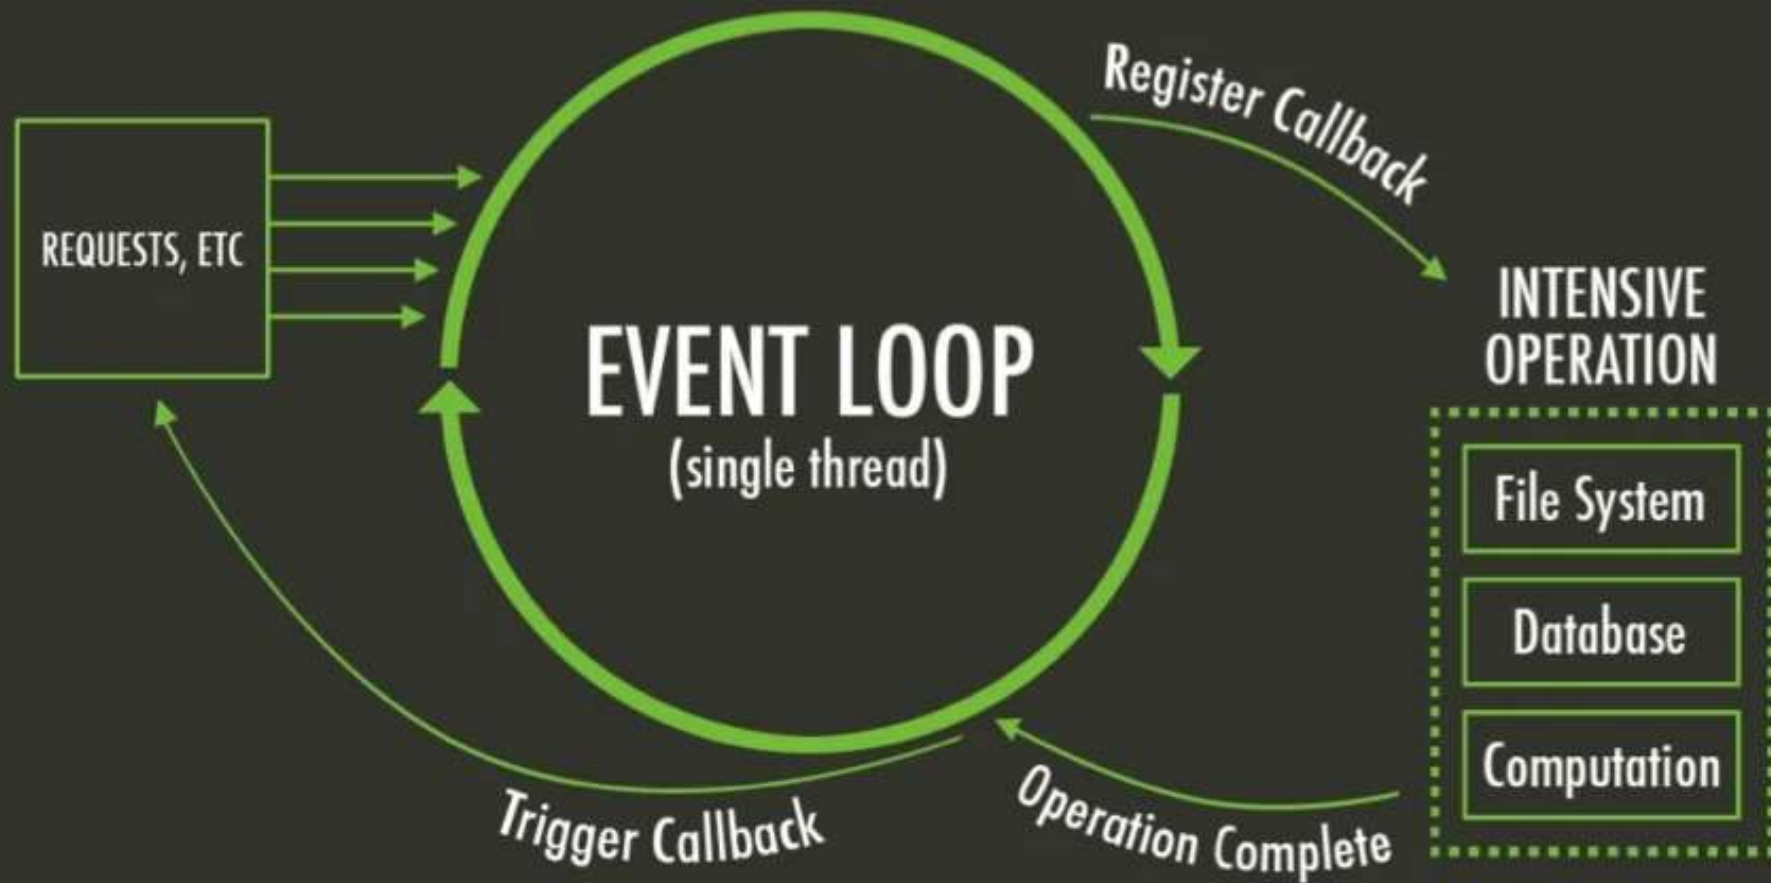 REQUESTS, ETC
EVENT LOOP
(single thread)
Register Callback
INTENSIVE
OPERATION
File System
Database
Computation
Operation Complete
Trigger Callback